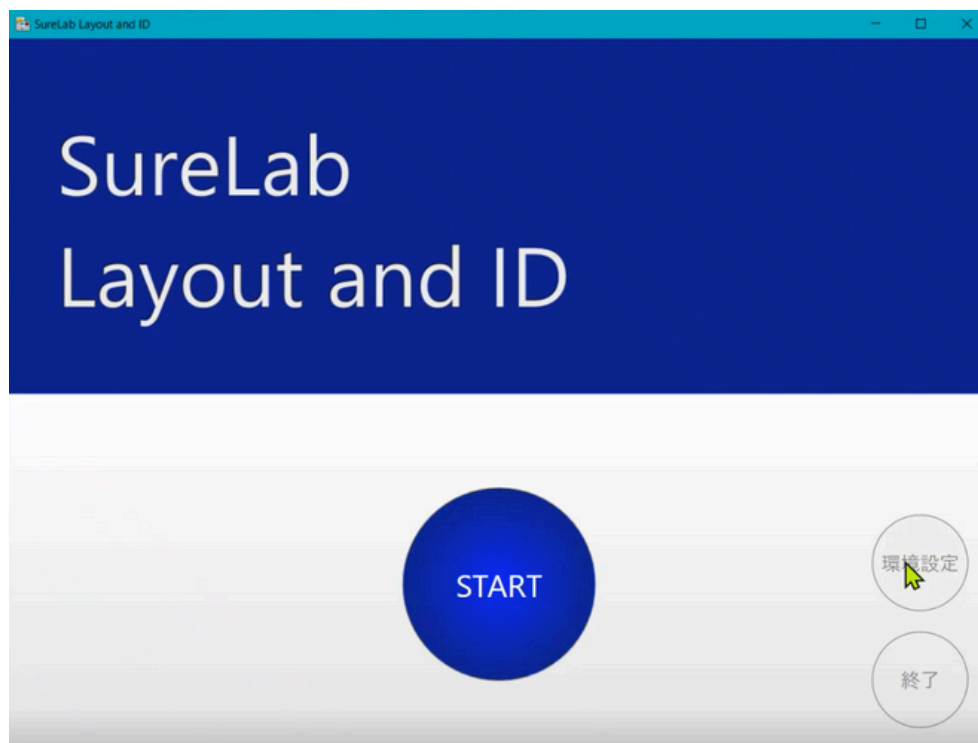 SureLab Layout and ID
SureLab
Layout and ID
START
環境設定
終了